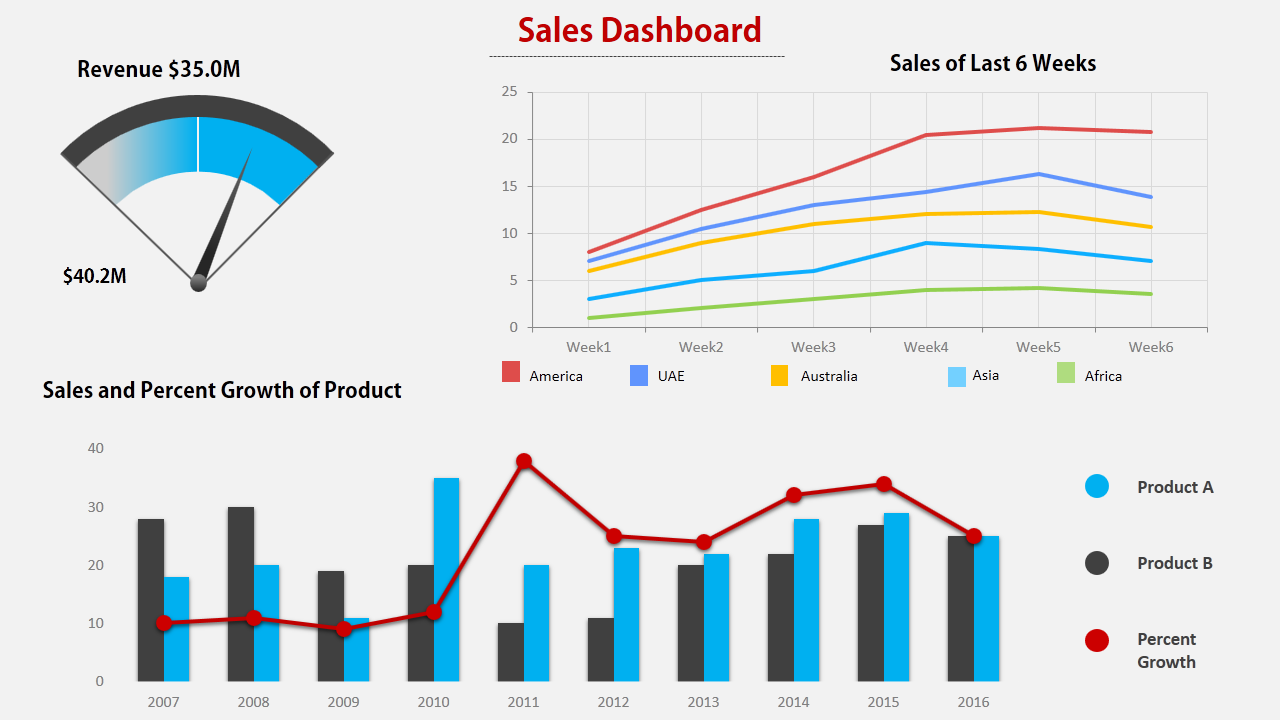 Sales Dashboard
Revenue $35.0M
$40.2M
Sales of Last 6 Weeks
25
20
15
10
5
0
Week1 Week2 Week3 Week4 Week5 Week6
America UAE Australia Asia Africa
Sales and Percent Growth of Product
40
30
20
10
0
2007 2008 2009 2010 2011 2012 2013 2014 2015 2016
Product A
Product B
Percent
Growth